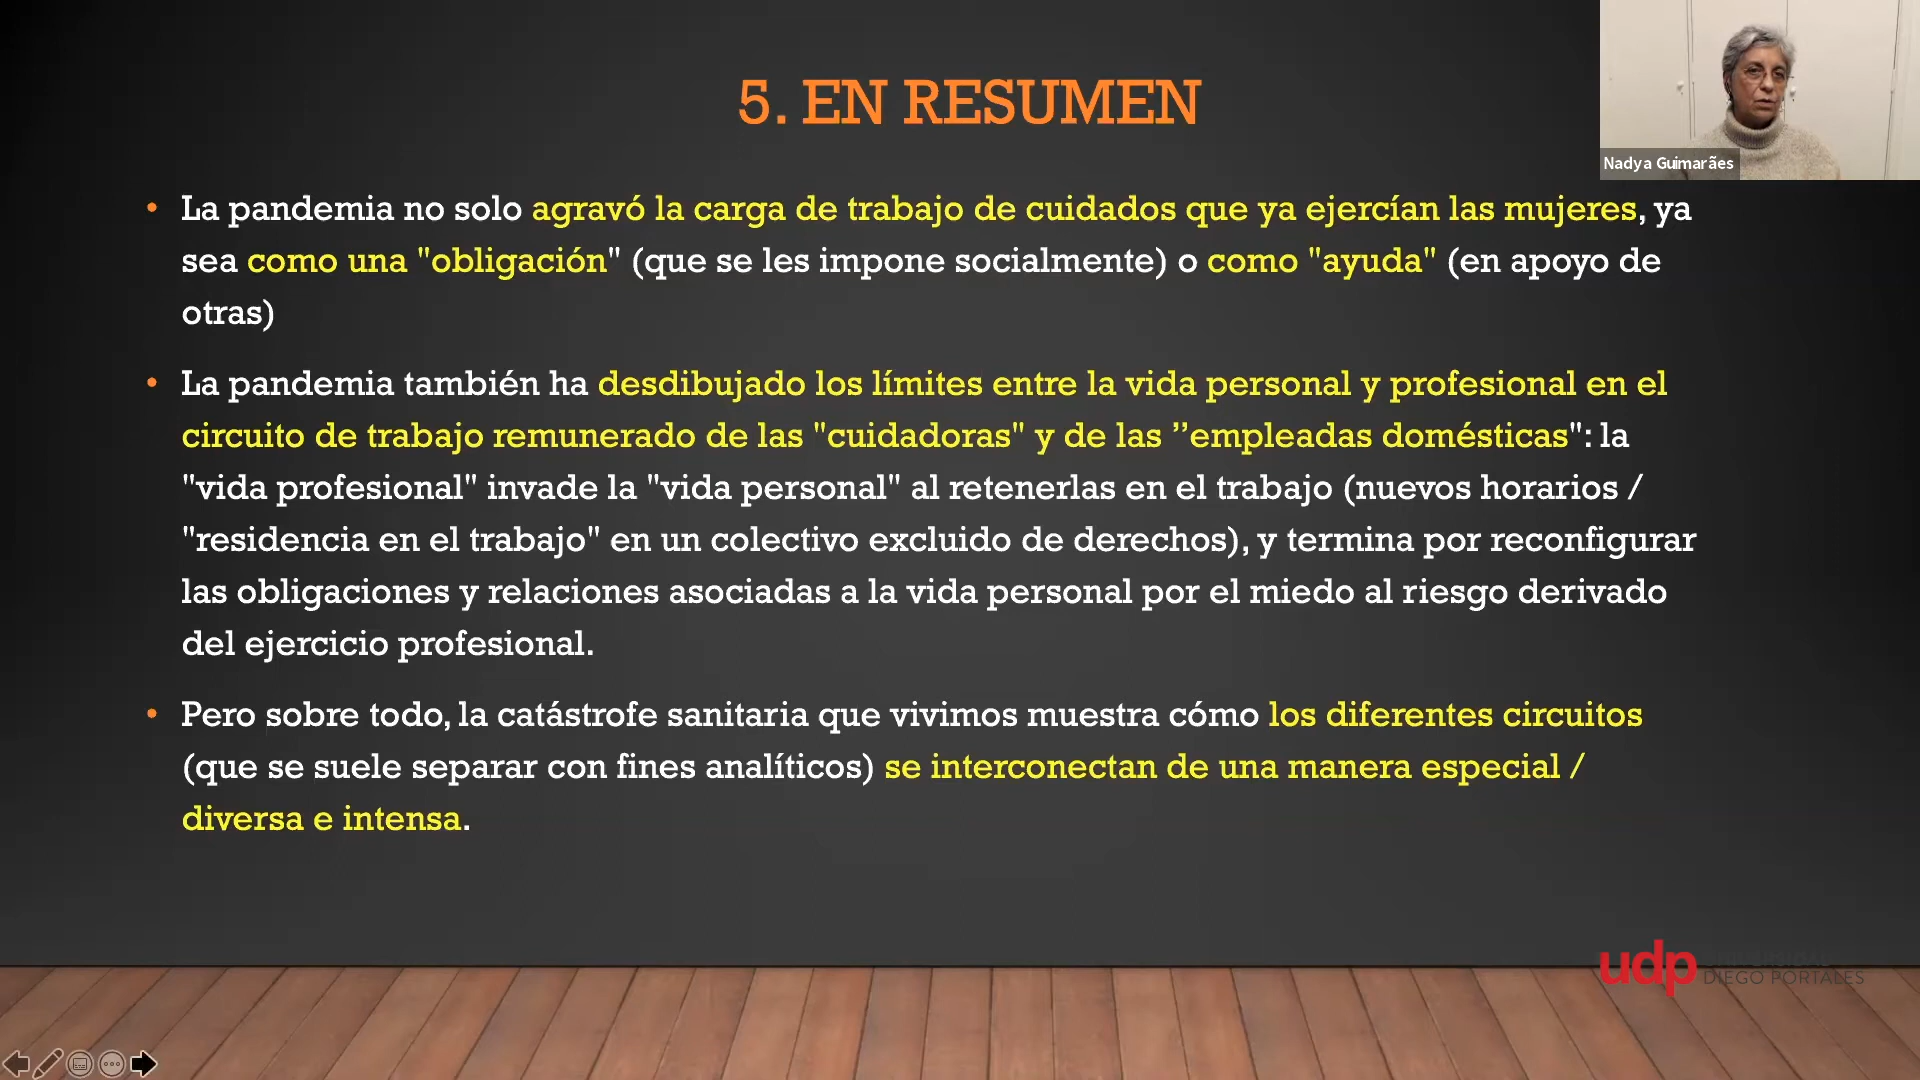 5. EN RESUMEN
Nadya Guimarães
• La pandemia no solo agravó la carga de trabajo de cuidados que ya ejercían las mujeres, ya
sea como una "obligación" (que se les impone socialmente) o como "ayuda" (en apoyo de
otras)
• La pandemia también ha desdibujado los límites entre la vida personal y profesional en el
circuito de trabajo remunerado de las "cuidadoras" y de las ”empleadas domésticas": la
"vida profesional" invade la "vida personal" al retenerlas en el trabajo (nuevos horarios /
"residencia en el trabajo" en un colectivo excluido de derechos), y termina por reconfigurar
las obligaciones y relaciones asociadas a la vida personal por el miedo al riesgo derivado
del ejercicio profesional.
• Pero sobre todo, la catástrofe sanitaria que vivimos muestra cómo los diferentes circuitos
(que se suele separar con fines analíticos) se interconectan de una manera especial /
diversa e intensa.
udp
DIEGO PORTALES